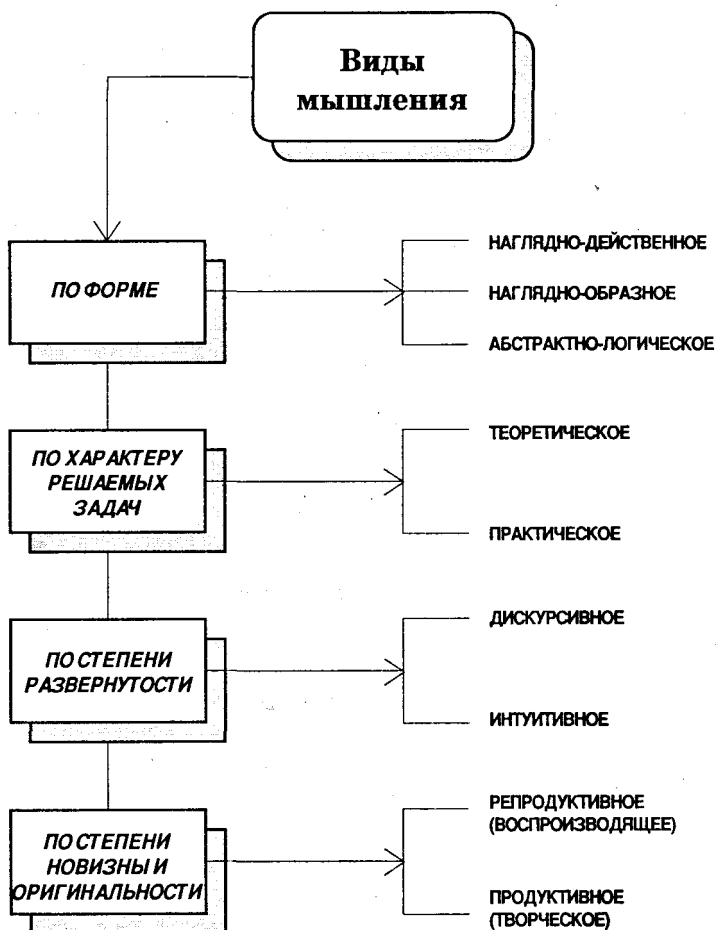 Виды
мышления
ПО ФОРМЕ
НАГЛЯДНО-ДЕЙСТВЕННОЕ
НАГЛЯДНО-ОБРАЗНОЕ
АБСТРАКТНО-ЛОГИЧЕСКОЕ
ПО ХАРАКТЕРУ
РЕШАЕМЫХ
ЗАДАЧ
ТЕОРЕТИЧЕСКОЕ
ПРАКТИЧЕСКОЕ
ПО СТЕПЕНИ
РАЗВЕРНУТОСТИ
ДИСКУРСИВНОЕ
ИНТУИТИВНОЕ
ПО СТЕПЕНИ
НОВИЗНЫ И
ОРИГИНАЛЬНОСТИ
РЕПРОДУКТИВНОЕ
(ВОСПРОИЗВОДЯЩЕЕ)
ПРОДУКТИВНОЕ
(ТВОРЧЕСКОЕ)